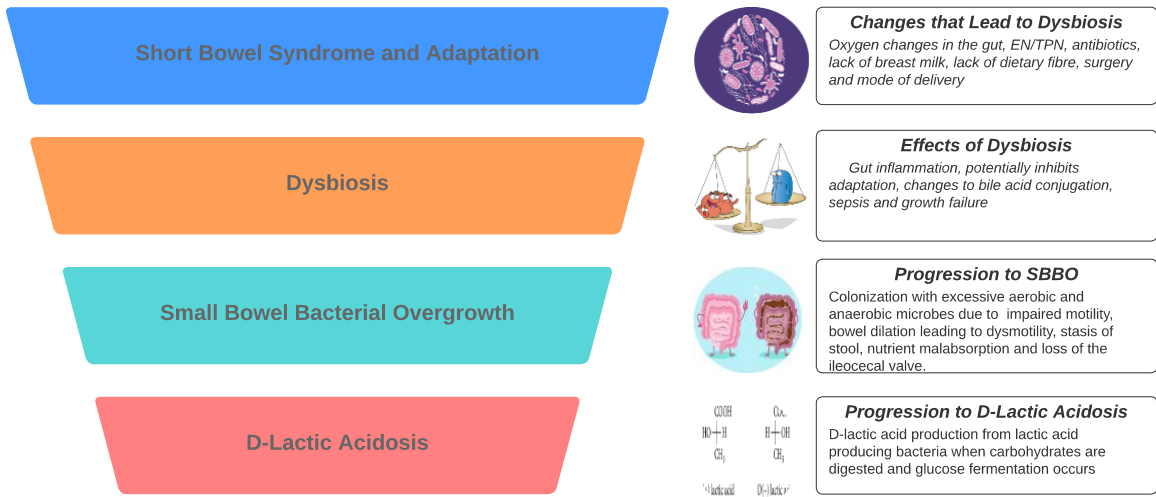 Short Bowel Syndrome and Adaptation
Changes that Lead to Dysbiosis
Oxygen changes in the gut, EN/TPN, antibiotics,
lack of breast milk, lack of dietary fibre, surgery
and mode of delivery
Dysbiosis
Effects of Dysbiosis
Gut inflammation, potentially inhibits
adaptation, changes to bile acid conjugation,
sepsis and growth failure
Small Bowel Bacterial Overgrowth
Progression to SBBO
Colonization with excessive aerobic and
anaerobic microbes due to impaired motility,
bowel dilation leading to dysmotility, stasis of
stool, nutrient malabsorption and loss of the
ileocecal valve.
D-Lactic Acidosis
COOH
HO H
H OH
CH3
CH3
lactic acid
D(-) lactic
Progression to D-Lactic Acidosis
D-lactic acid production from lactic acid
producing bacteria when carbohydrates are
digested and glucose fermentation occurs